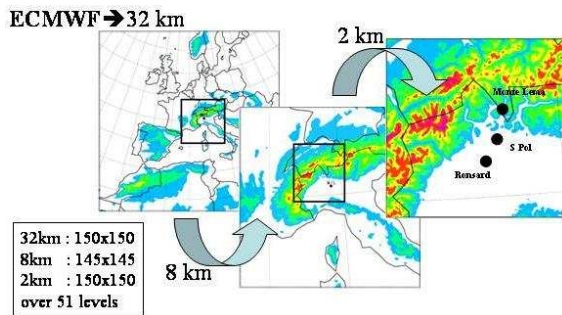 ECMWF➔32 km
2 km
Monte Lema
S Pol
Ronsard
8 km
32km : 150x150
8km : 145x145
2km : 150x150
over 51 levels